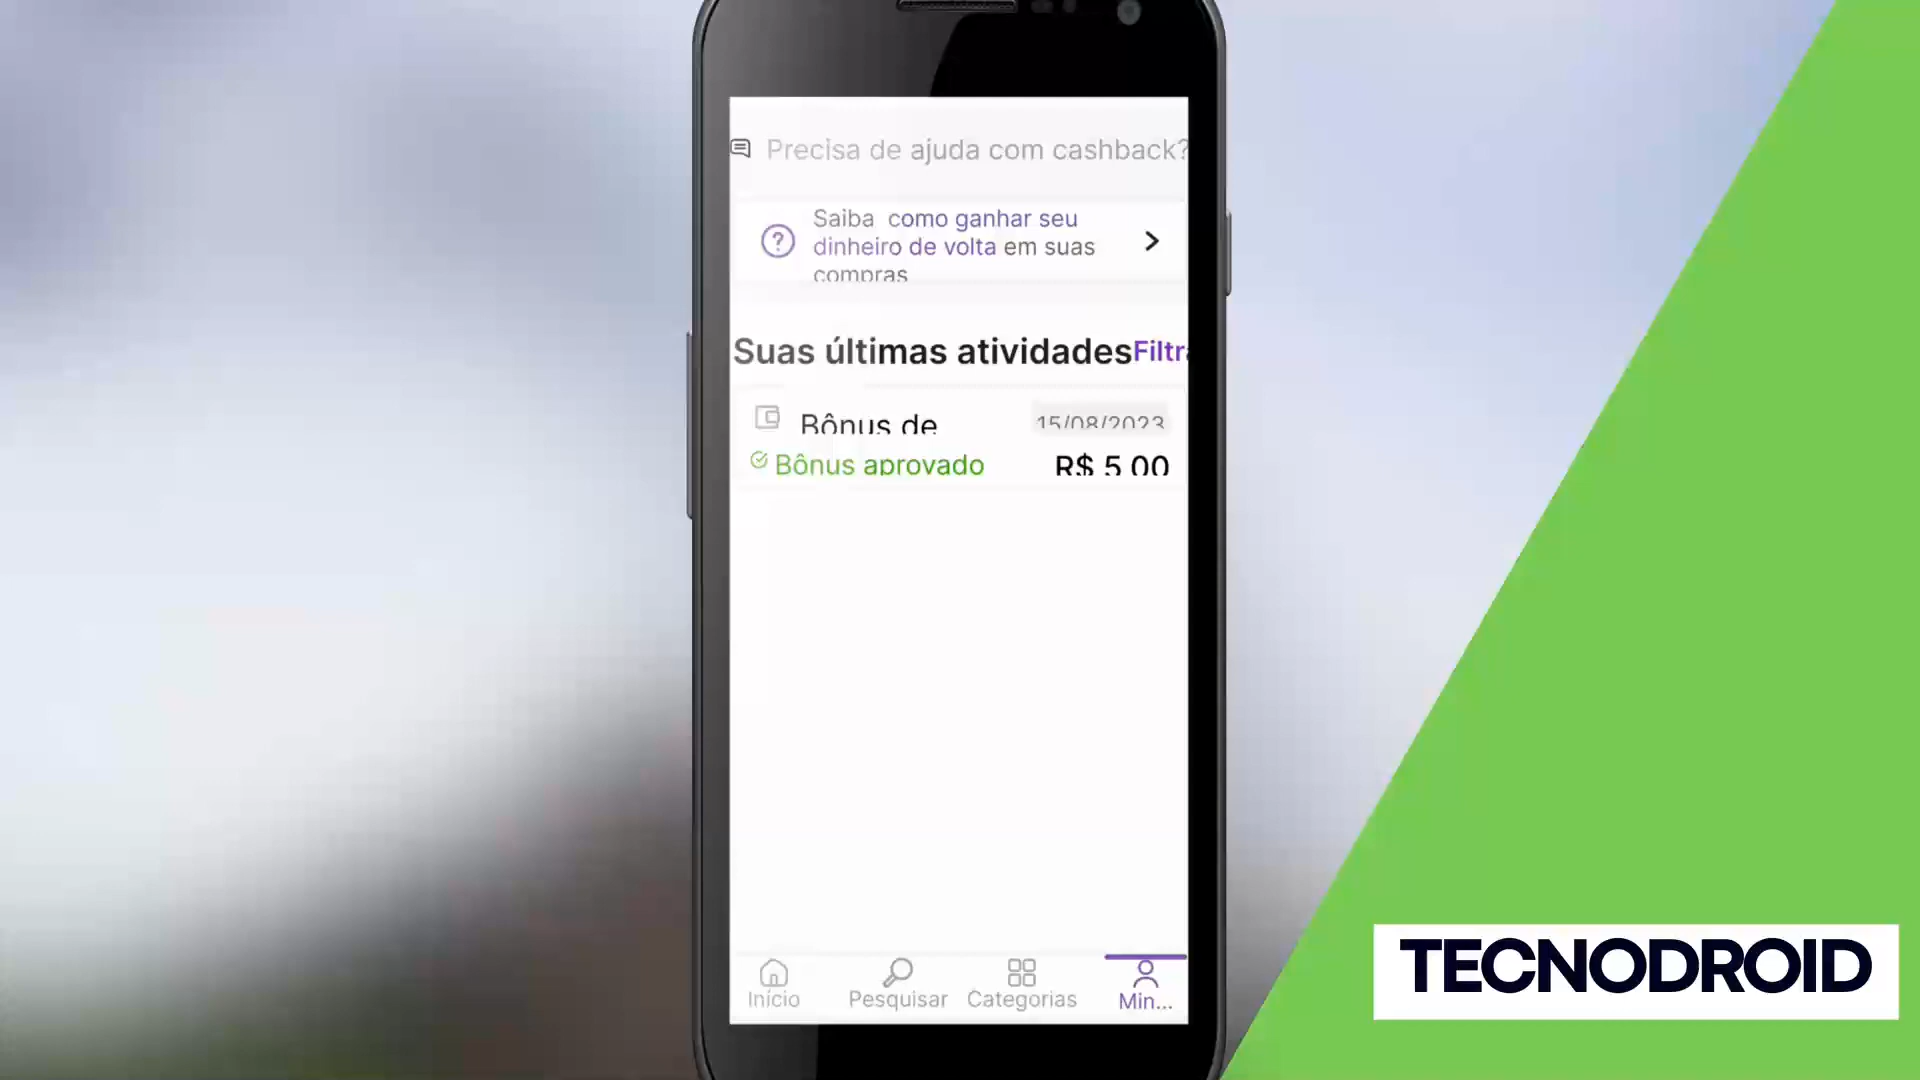 Precisa de ajuda com cashback?
Saiba como ganhar seu
dinheiro de volta em suas
compras
Suas últimas atividades Filtra
Bônus de 15/08/2023
Bônus aprovado R$ 5,00
Início Pesquisar Categorias Min...
TECNODROID